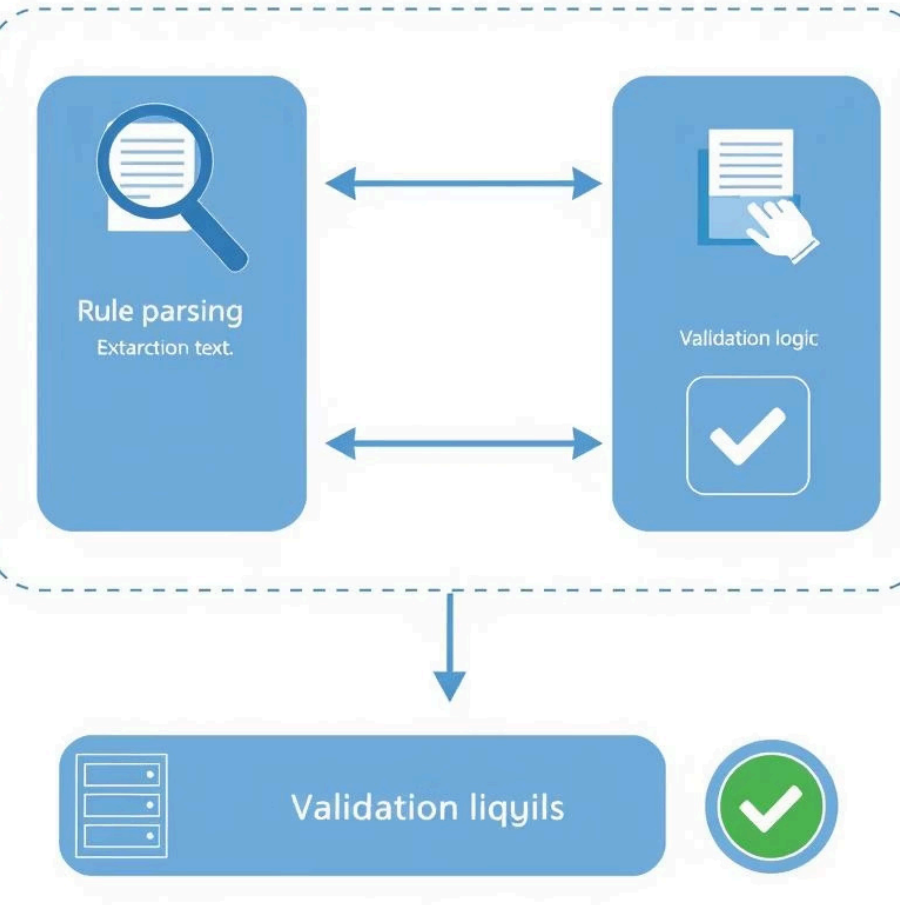 Rule parsing
Extarction text.
Validation logic
Validation liqyils